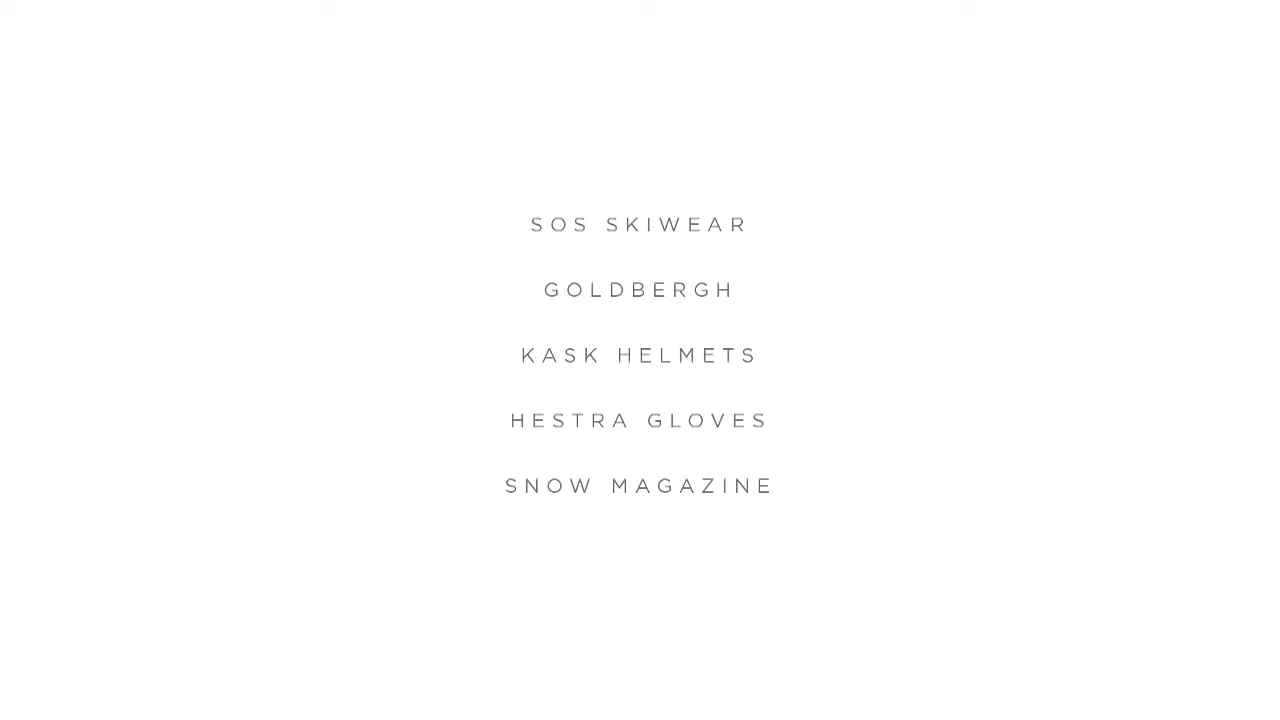 SOS SKIWEAR
GOLDBERGH
KASK HELMETS
HESTRA GLOVES
SNOW MAGAZINE